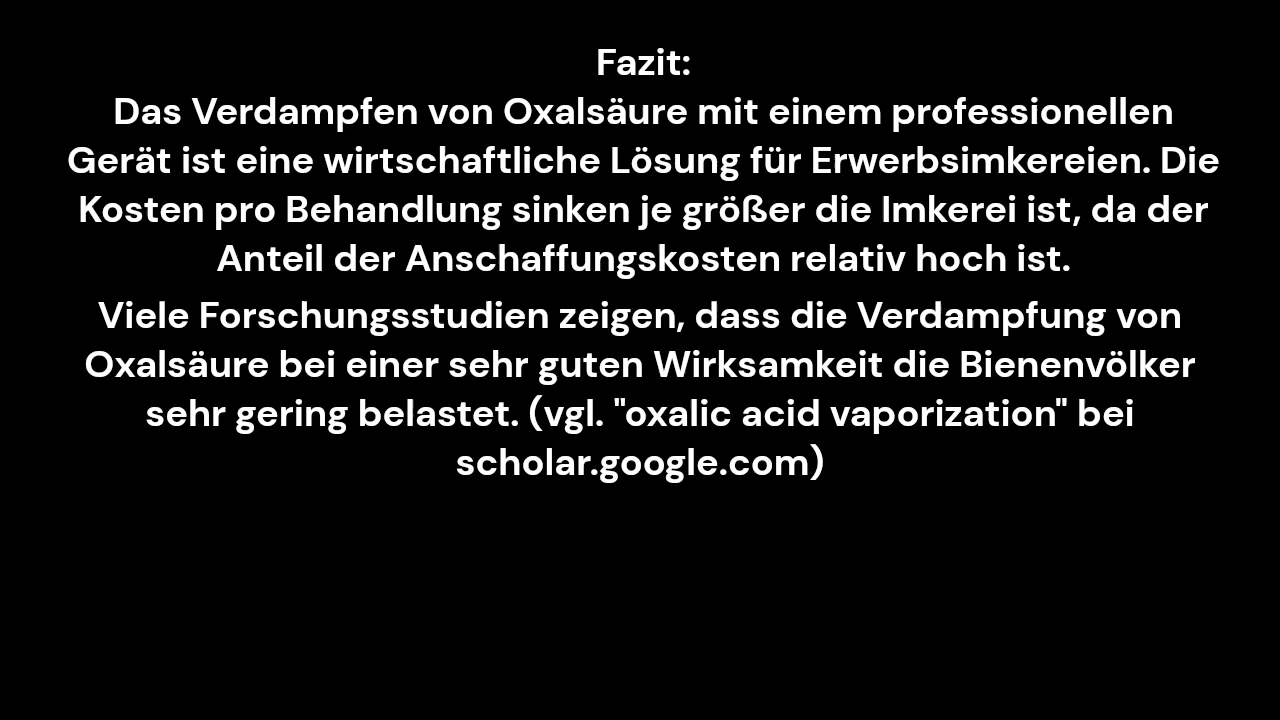 Fazit:
Das Verdampfen von Oxalsäure mit einem professionellen
Gerät ist eine wirtschaftliche Lösung für Erwerbsimkereien. Die
Kosten pro Behandlung sinken je größer die Imkerei ist, da der
Anteil der Anschaffungskosten relativ hoch ist.
Viele Forschungsstudien zeigen, dass die Verdampfung von
Oxalsäure bei einer sehr guten Wirksamkeit die Bienenvölker
sehr gering belastet. (vgl. "oxalic acid vaporization" bei
scholar.google.com)